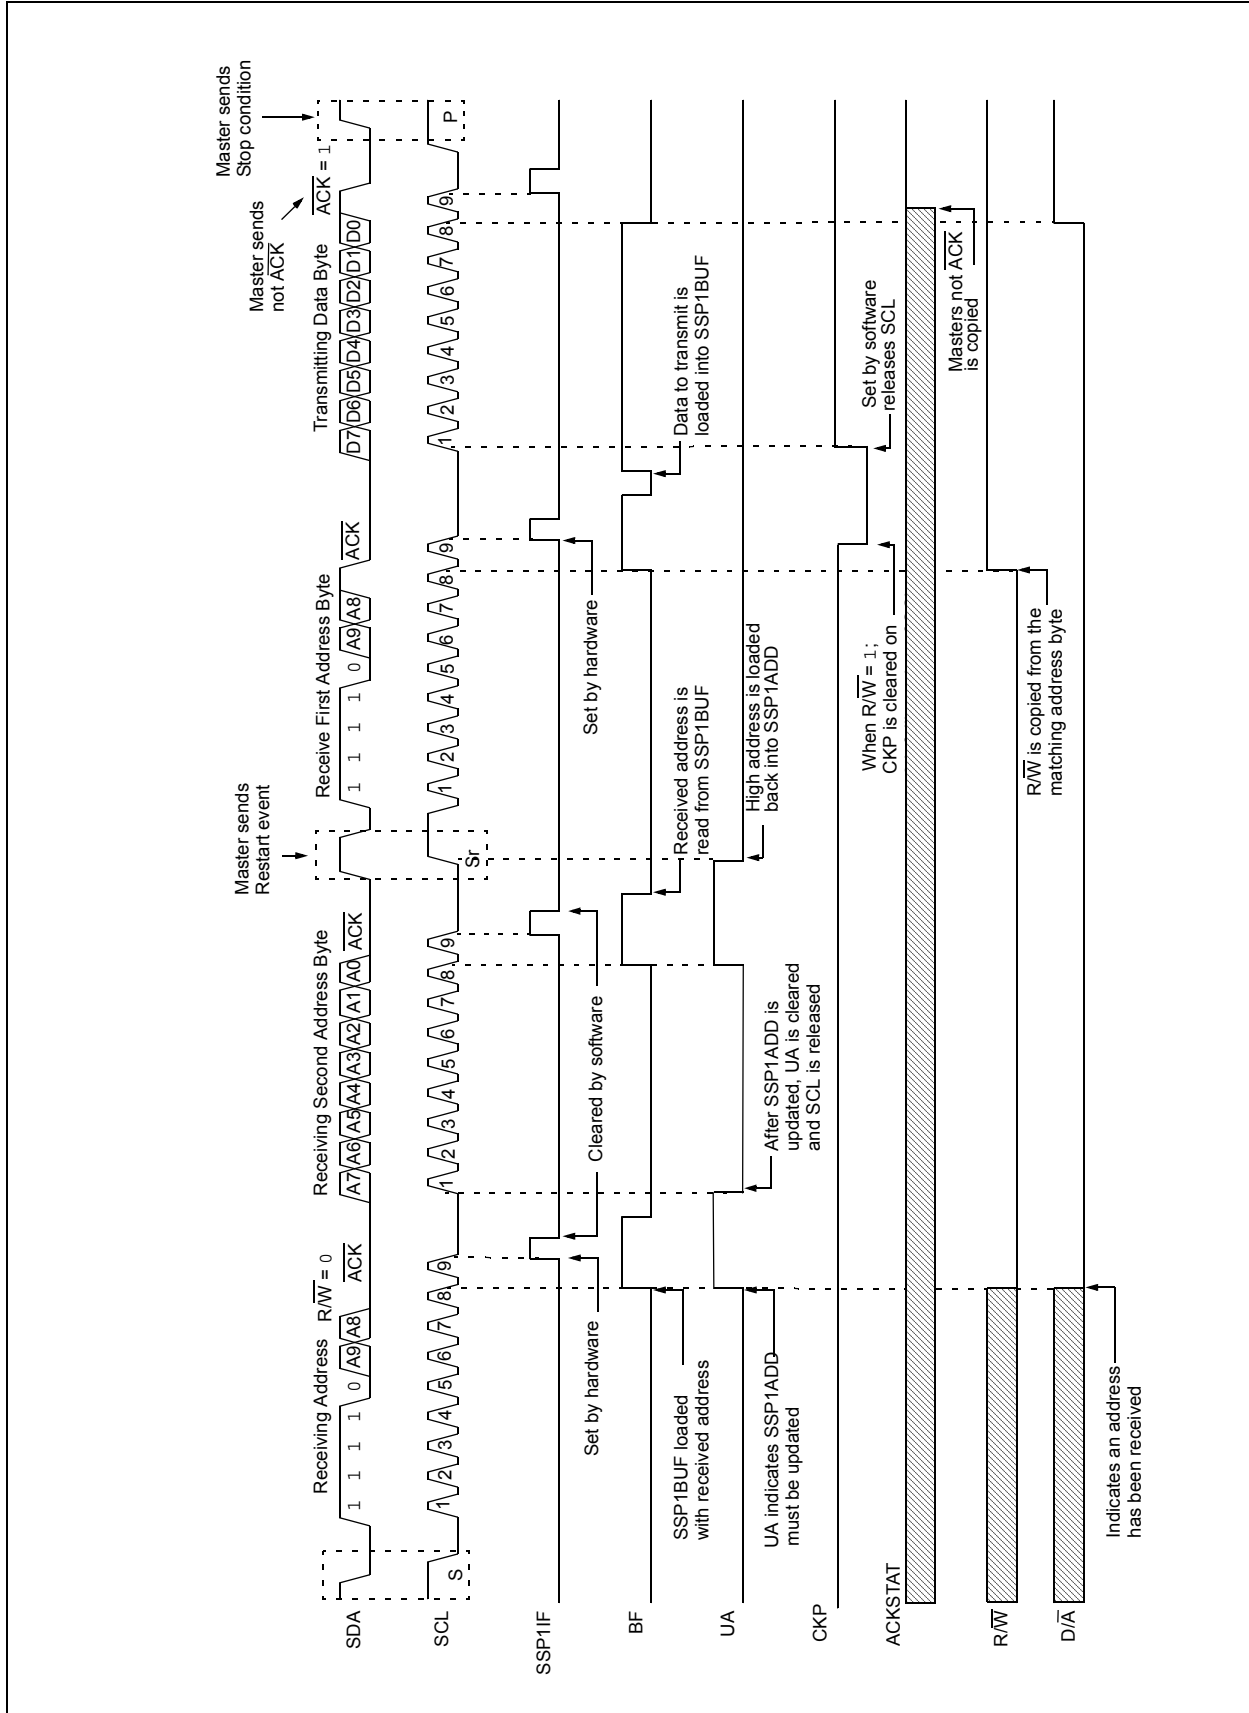 Master sends
Stop condition
Master sends
not A̅C̅K̅
Master sends
Restart event
Receiving Address R/W̅ = 0
Receiving Second Address Byte
Receive First Address Byte
Transmitting Data Byte
A̅C̅K̅ = 1
SDA
1 1 1 1 0 A9 A8 A̅C̅K̅
A7 A6 A5 A4 A3 A2 A1 A0 A̅C̅K̅
1 1 1 1 0 A9 A8 A̅C̅K̅
D7 D6 D5 D4 D3 D2 D1 D0
SCL
S
1 2 3 4 5 6 7 8 9
1 2 3 4 5 6 7 8 9
Sr
1 2 3 4 5 6 7 8 9
1 2 3 4 5 6 7 8 9
P
SSP1IF
Set by hardware
Cleared by software
Set by hardware
BF
SSP1BUF loaded
with received address
Received address is
read from SSP1BUF
Data to transmit is
loaded into SSP1BUF
UA
UA indicates SSP1ADD
must be updated
After SSP1ADD is
updated, UA is cleared
and SCL is released
High address is loaded
back into SSP1ADD
CKP
When R/W̅ = 1;
CKP is cleared on
Set by software
releases SCL
ACKSTAT
Masters not A̅C̅K̅
is copied
R/W̅
R/W̅ is copied from the
matching address byte
D/A̅
Indicates an address
has been received